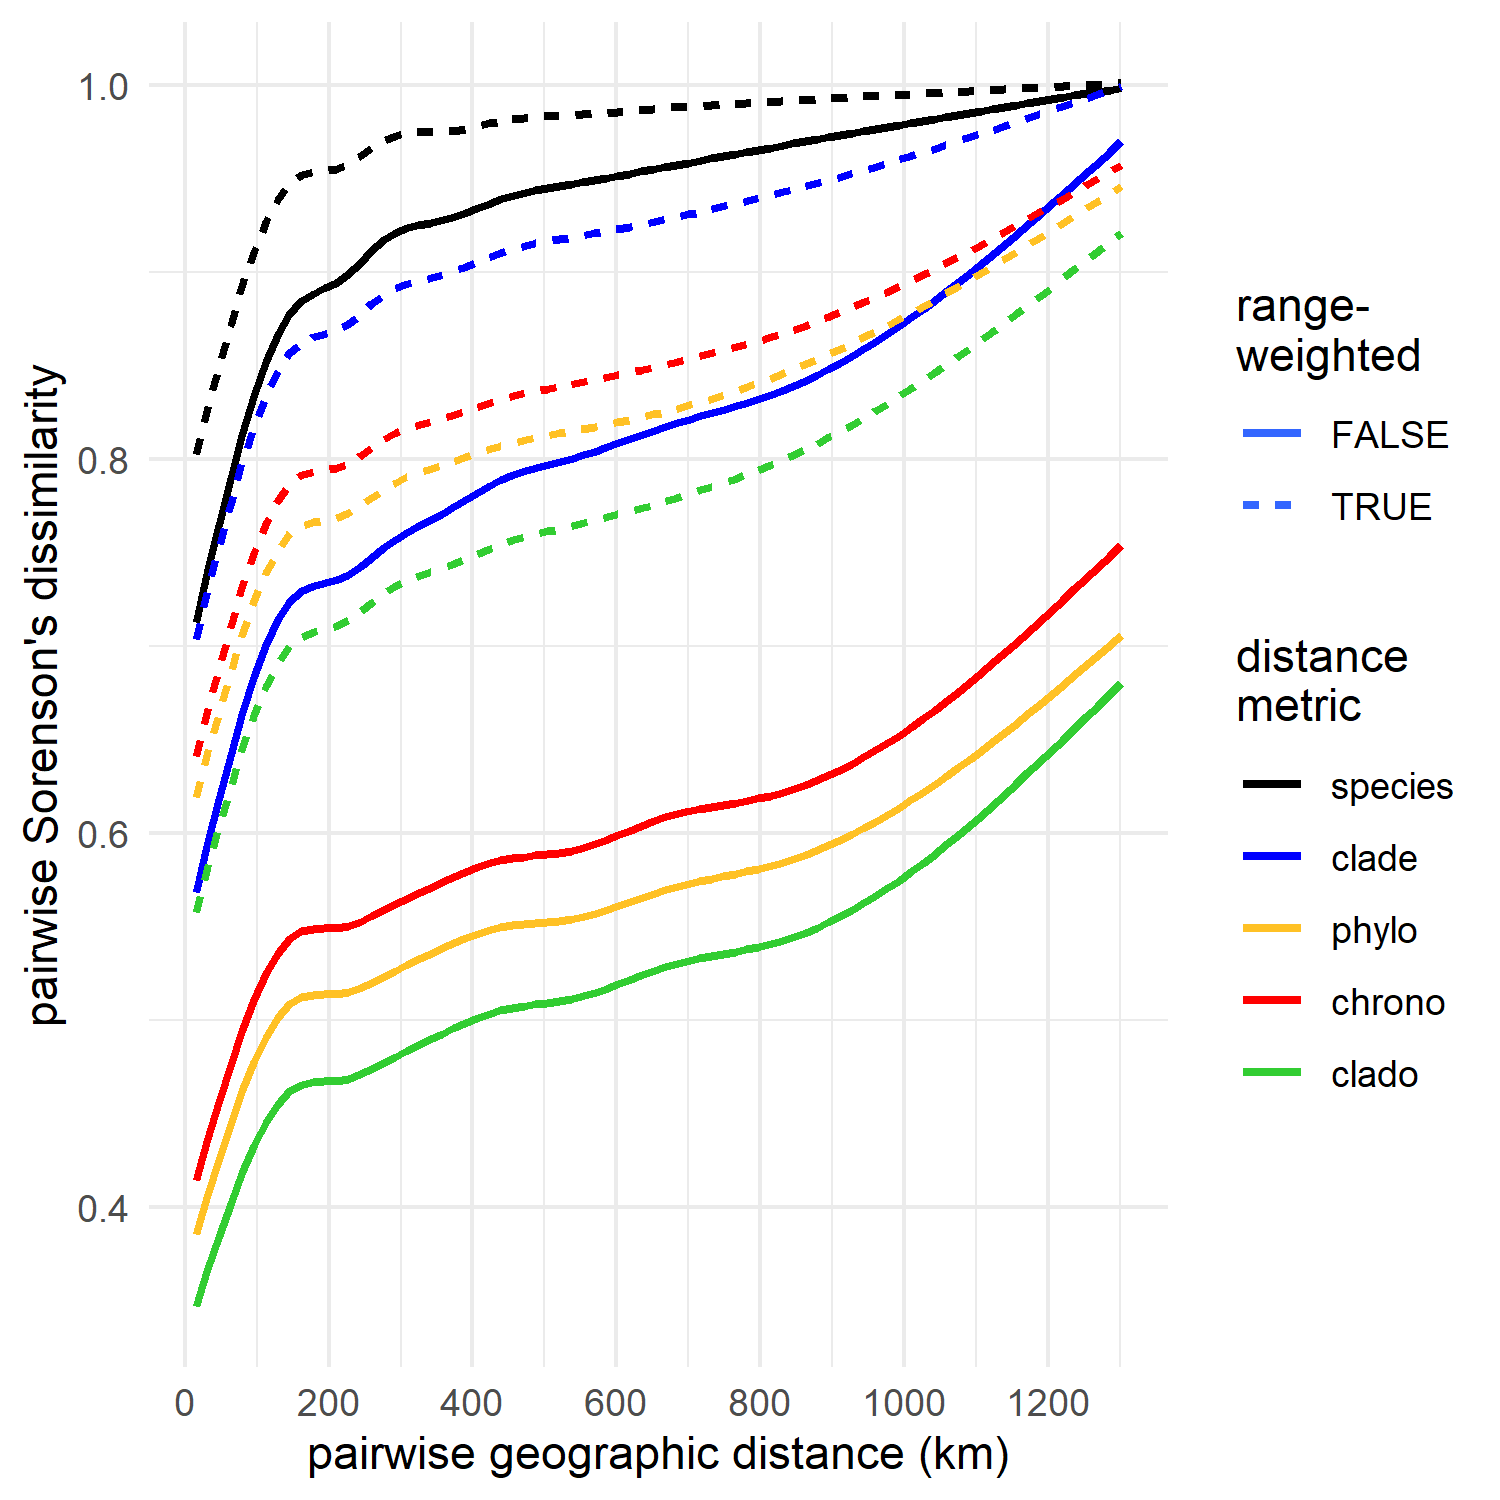 1.0
0.8
0.6
0.4
pairwise Sorenson's dissimilarity
0 200 400 600 800 1000 1200
pairwise geographic distance (km)
range-
weighted
FALSE
TRUE
distance
metric
species
clade
phylo
chrono
clado